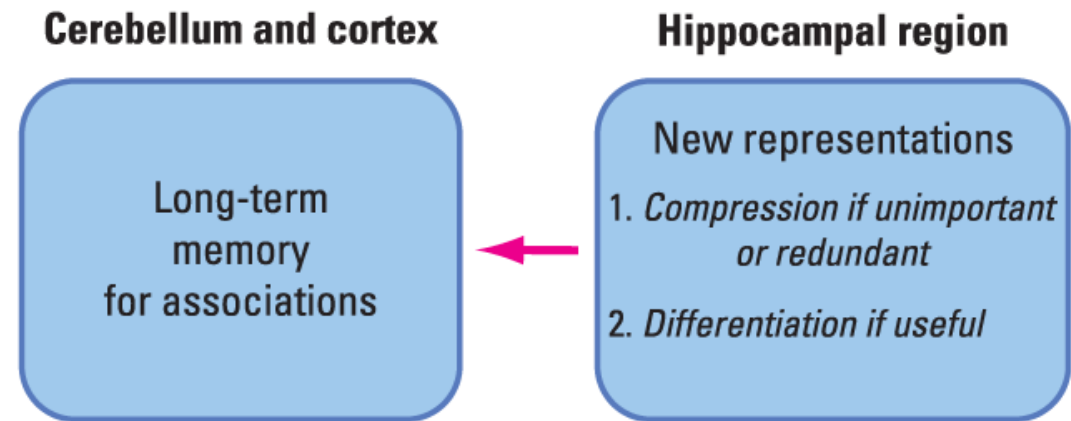 Cerebellum and cortex
Long-term
memory
for associations
Hippocampal region
New representations
1. Compression if unimportant
or redundant
2. Differentiation if useful